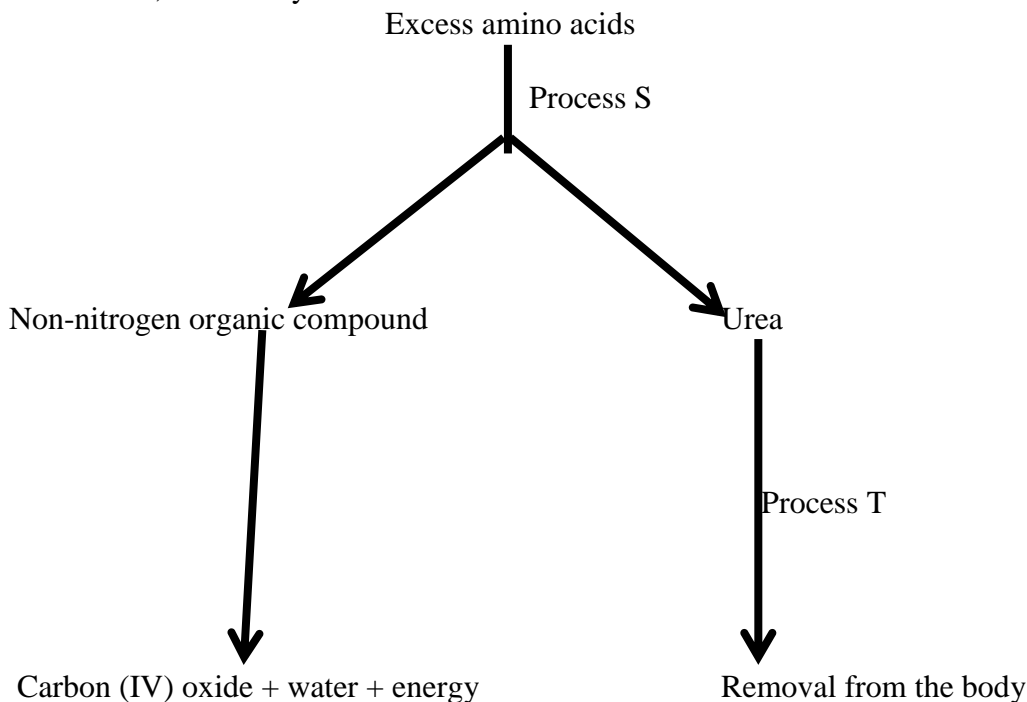 Excess amino acids
Process S
Non-nitrogen organic compound
Urea
Process T
Carbon (IV) oxide + water + energy
Removal from the body